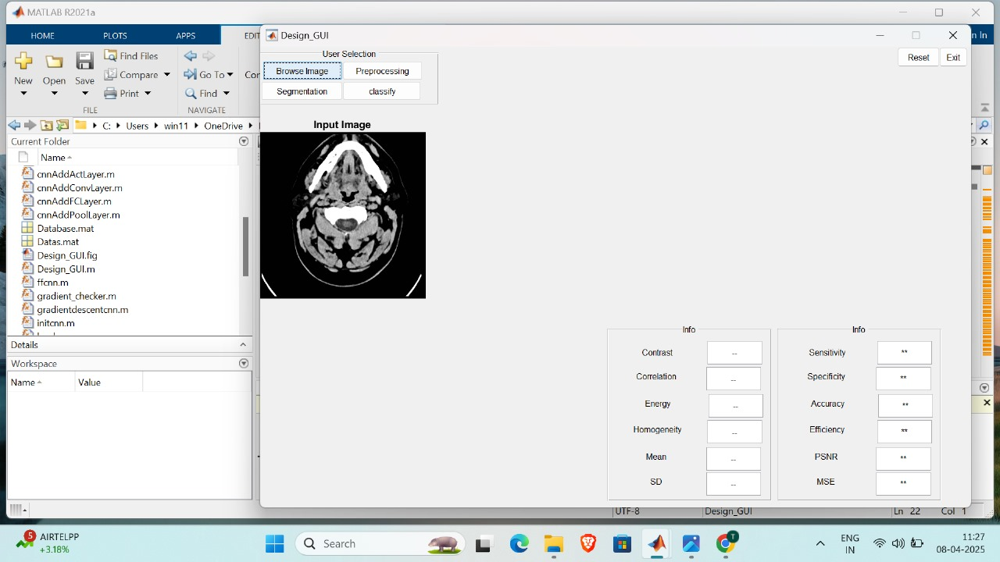 MATLAB R2021a
HOME PLOTS APPS EDIT
New
Open
Save
Find Files
Compare
Print
Go To
Find
FILE
NAVIGATE
C: Users win11 OneDrive
Current Folder
Name
cnnAddActLayer.m
cnnAddConvLayer.m
cnnAddFCLayer.m
cnnAddPoolLayer.m
Database.mat
Datas.mat
Design_GUI.fig
Design_GUI.m
ffcnn.m
gradient_checker.m
gradientdescentcnn.m
initcnn.m
Details
Workspace
Name Value
Design_GUI
User Selection
Browse Image Preprocessing
Segmentation classify
Reset Exit
Input Image
Info
Contrast --
Correlation --
Energy --
Homogeneity --
Mean --
SD --
Info
Sensitivity **
Specificity **
Accuracy **
Efficiency **
PSNR **
MSE **
UTF-8 Design_GUI Ln 22 Col 1
5
AIRTELPP
+3.18%
Search
T
ENG
IN
11:27
08-04-2025